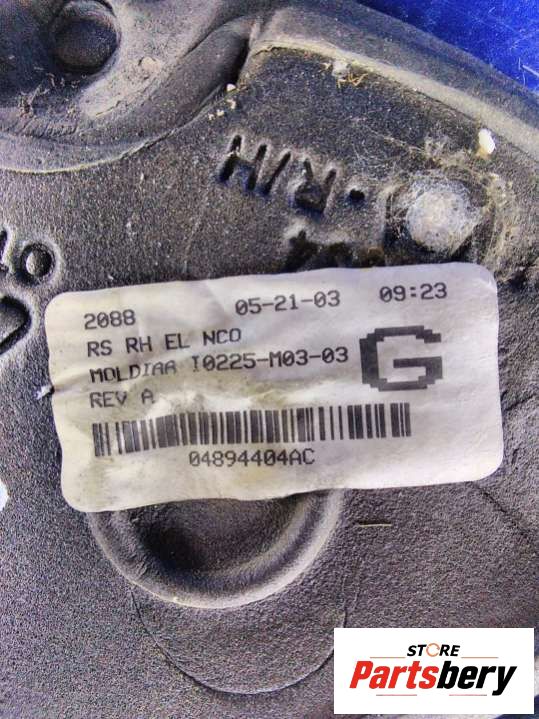 R/H
2088 05-21-03 09:23
RS RH EL NCO
MOLDIAA I0225-M03-03
G
REV A
04894404AC
STORE
Partsbery